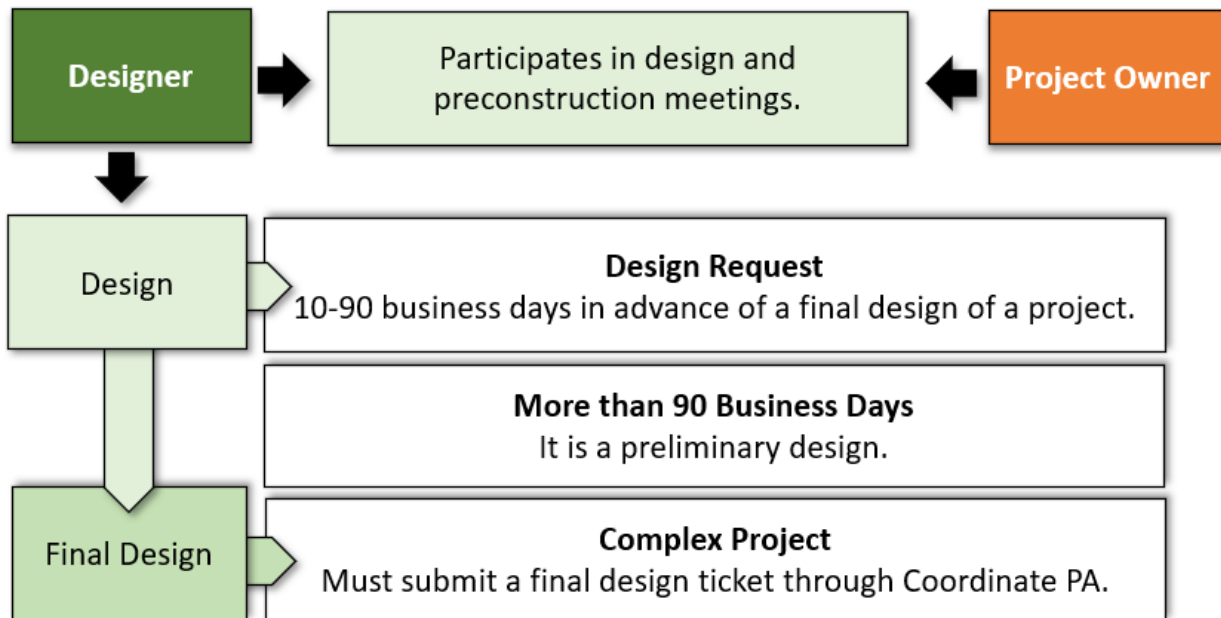 Designer
Participates in design and
preconstruction meetings.
Project Owner
Design
Design Request
10-90 business days in advance of a final design of a project.
More than 90 Business Days
It is a preliminary design.
Final Design
Complex Project
Must submit a final design ticket through Coordinate PA.